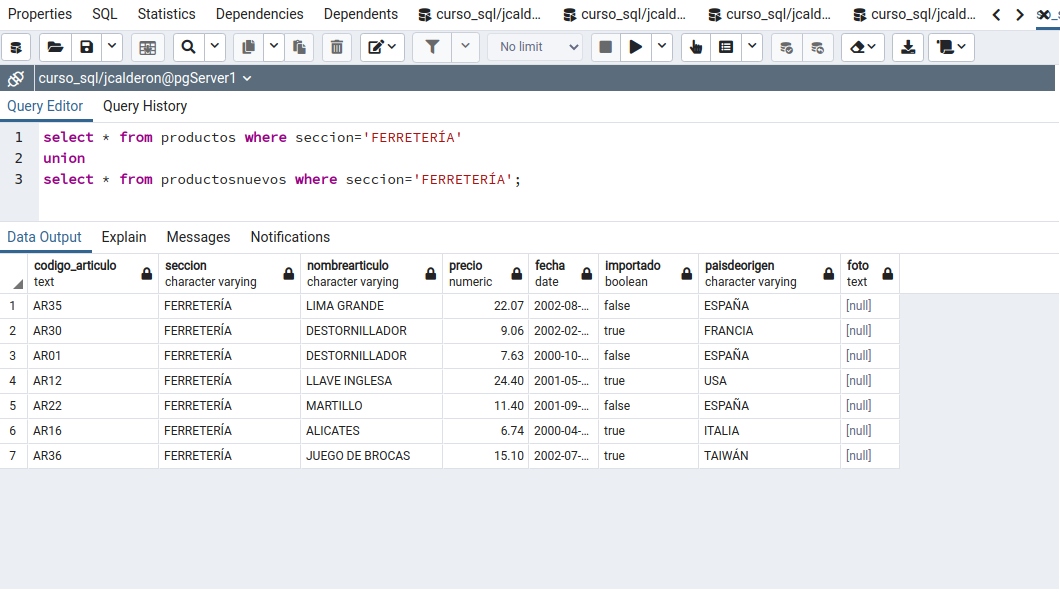 Properties SQL Statistics Dependencies Dependents curso_sql/jcald... curso_sql/jcald... curso_sql/jcald... curso_sql/jcald...
No limit
curso_sql/jcalderon@pgServer1
Query Editor Query History
1 select * from productos where seccion='FERRETERÍA'
2 union
3 select * from productosnuevos where seccion='FERRETERÍA';
Data Output Explain Messages Notifications
codigo_articulo seccion nombrearticulo precio fecha importado paisdeorigen foto
text character varying character varying numeric date boolean character varying text
1 AR35 FERRETERÍA LIMA GRANDE 22.07 2002-08-... false ESPAÑA [null]
2 AR30 FERRETERÍA DESTORNILLADOR 9.06 2002-02-... true FRANCIA [null]
3 AR01 FERRETERÍA DESTORNILLADOR 7.63 2000-10-... false ESPAÑA [null]
4 AR12 FERRETERÍA LLAVE INGLESA 24.40 2001-05-... true USA [null]
5 AR22 FERRETERÍA MARTILLO 11.40 2001-09-... false ESPAÑA [null]
6 AR16 FERRETERÍA ALICATES 6.74 2000-04-... true ITALIA [null]
7 AR36 FERRETERÍA JUEGO DE BROCAS 15.10 2002-07-... true TAIWÁN [null]